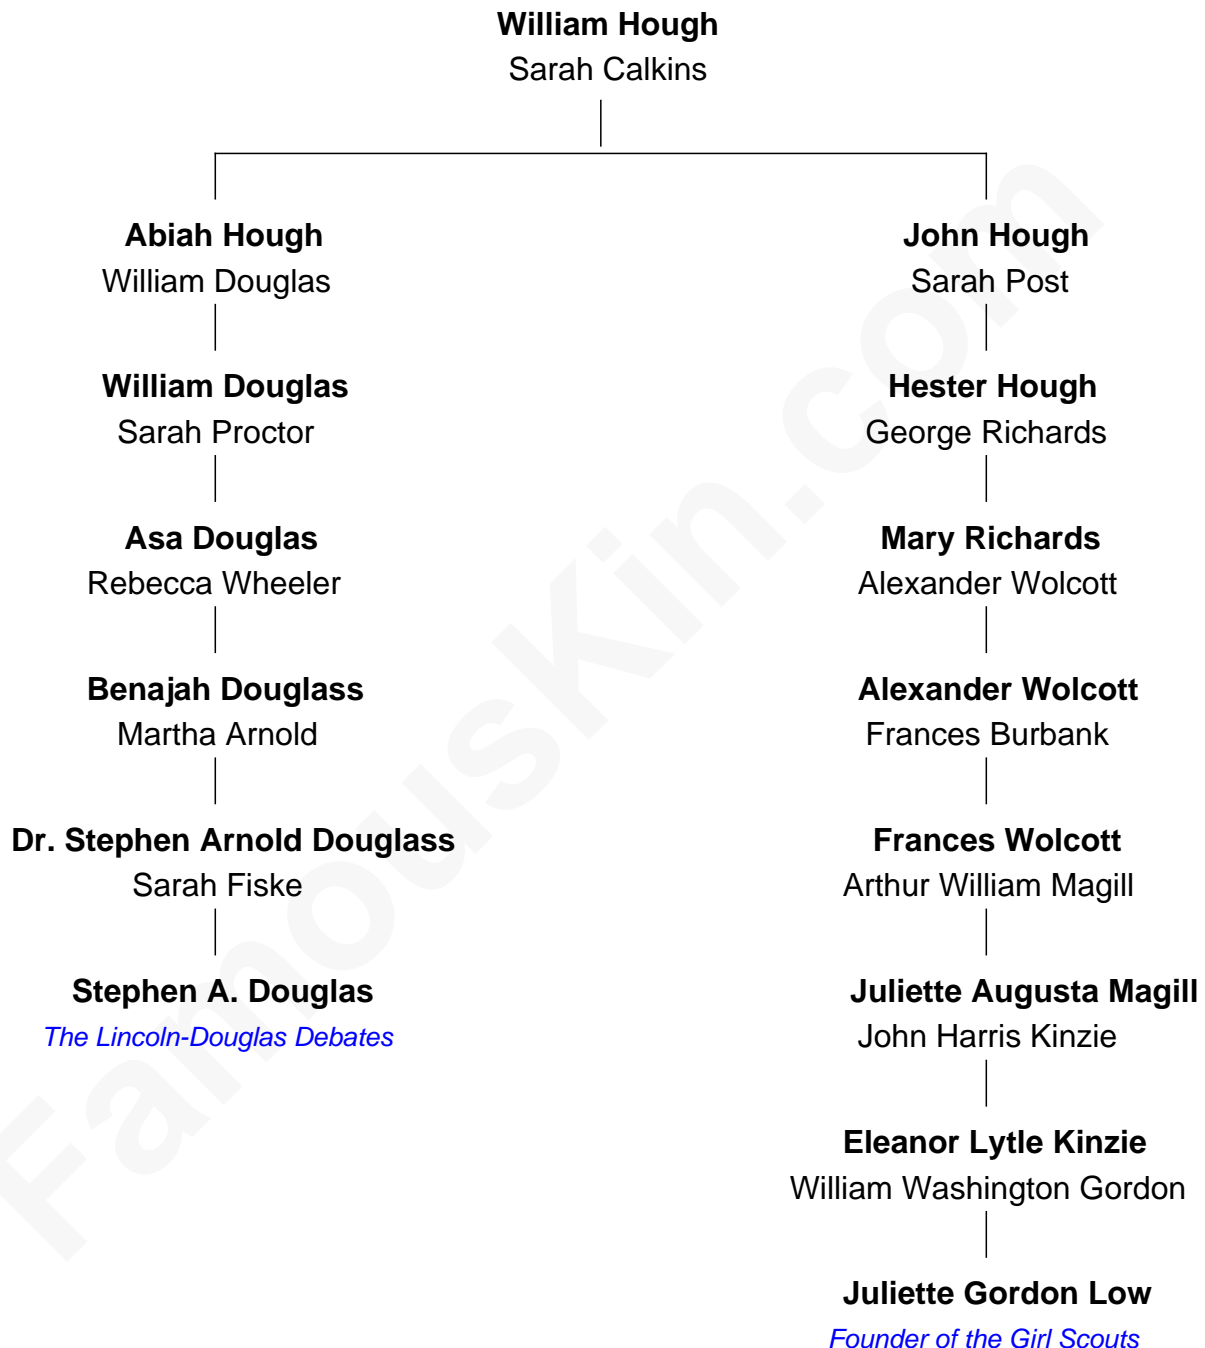 William Hough
Sarah Calkins
Abiah Hough
William Douglas
John Hough
Sarah Post
William Douglas
Sarah Proctor
Hester Hough
George Richards
Asa Douglas
Rebecca Wheeler
Mary Richards
Alexander Wolcott
Benajah Douglass
Martha Arnold
Alexander Wolcott
Frances Burbank
Dr. Stephen Arnold Douglass
Sarah Fiske
Frances Wolcott
Arthur William Magill
Stephen A. Douglas
The Lincoln-Douglas Debates
Juliette Augusta Magill
John Harris Kinzie
Eleanor Lytle Kinzie
William Washington Gordon
Juliette Gordon Low
Founder of the Girl Scouts
FamousKin.com